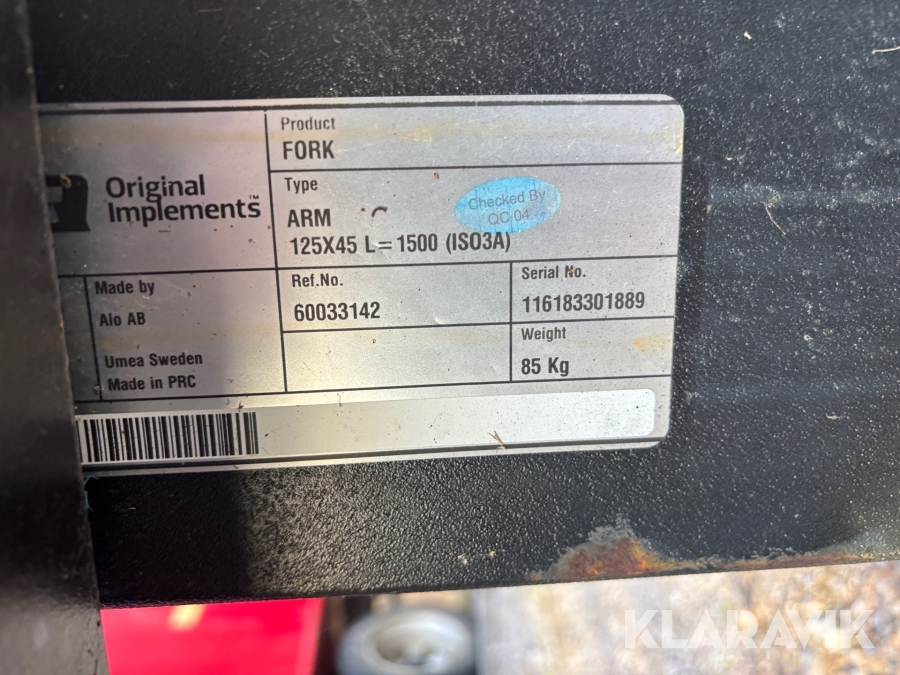 Original
Implements™
Product
FORK
Type
ARM
125X45 L=1500 (ISO3A)
Checked By
QC 04
Made by
Alo AB
Umea Sweden
Made in PRC
Ref.No.
60033142
Serial No.
116183301889
Weight
85 Kg
KLARAVIK